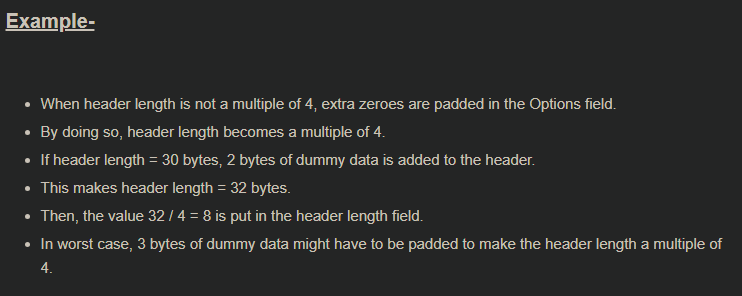 Example-
• When header length is not a multiple of 4, extra zeroes are padded in the Options field.
• By doing so, header length becomes a multiple of 4.
• If header length = 30 bytes, 2 bytes of dummy data is added to the header.
• This makes header length = 32 bytes.
• Then, the value 32 / 4 = 8 is put in the header length field.
• In worst case, 3 bytes of dummy data might have to be padded to make the header length a multiple of
4.